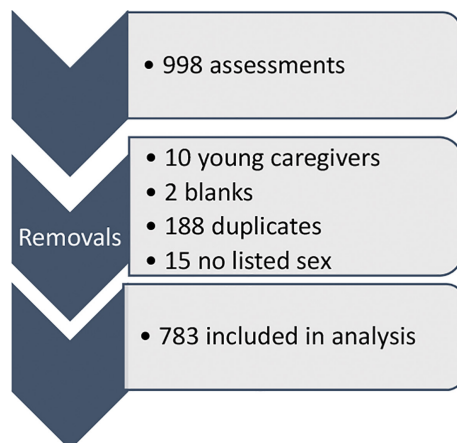 • 998 assessments
Removals
• 10 young caregivers
• 2 blanks
• 188 duplicates
• 15 no listed sex
• 783 included in analysis